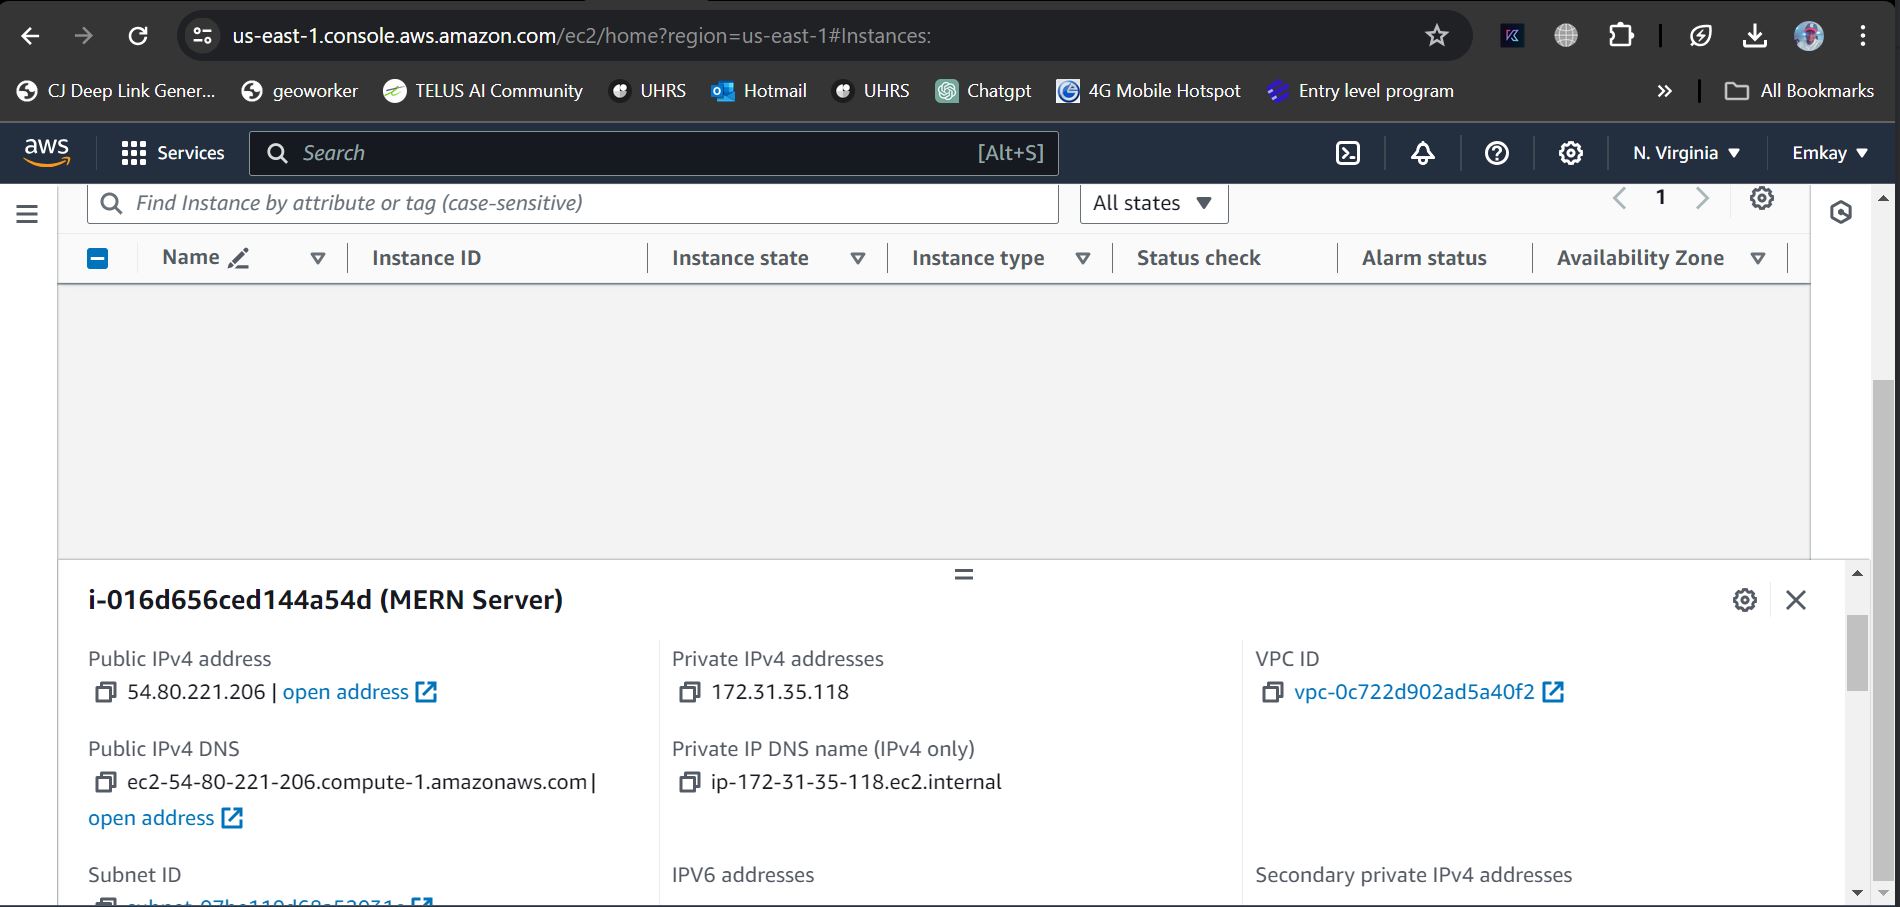 us-east-1.console.aws.amazon.com/ec2/home?region=us-east-1#Instances:
CJ Deep Link Gener... geoworker TELUS AI Community UHRS Hotmail UHRS Chatgpt 4G Mobile Hotspot Entry level program » All Bookmarks
aws Services Search [Alt+S] N. Virginia Emkay
Find Instance by attribute or tag (case-sensitive) All states 1
Name Instance ID Instance state Instance type Status check Alarm status Availability Zone
i-016d656ced144a54d (MERN Server)
Public IPv4 address Private IPv4 addresses VPC ID
54.80.221.206 | open address 172.31.35.118 vpc-0c722d902ad5a40f2
Public IPv4 DNS Private IP DNS name (IPv4 only)
ec2-54-80-221-206.compute-1.amazonaws.com | ip-172-31-35-118.ec2.internal
open address
Subnet ID IPV6 addresses Secondary private IPv4 addresses